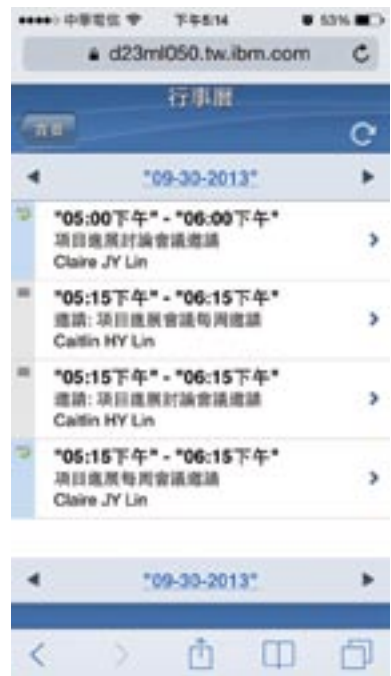 中華電信 下午5:14 53%
d23ml050.tw.ibm.com
行事曆
首頁
"09-30-2013"
"05:00下午" - "06:00下午"
項目進展討論會議邀請
Claire JY Lin
"05:15下午" - "06:15下午"
邀請: 項目進展會議每周邀請
Caitlin HY Lin
"05:15下午" - "06:15下午"
邀請: 項目進展討論會議邀請
Caitlin HY Lin
"05:15下午" - "06:15下午"
項目進展每周會議邀請
Claire JY Lin
"09-30-2013"